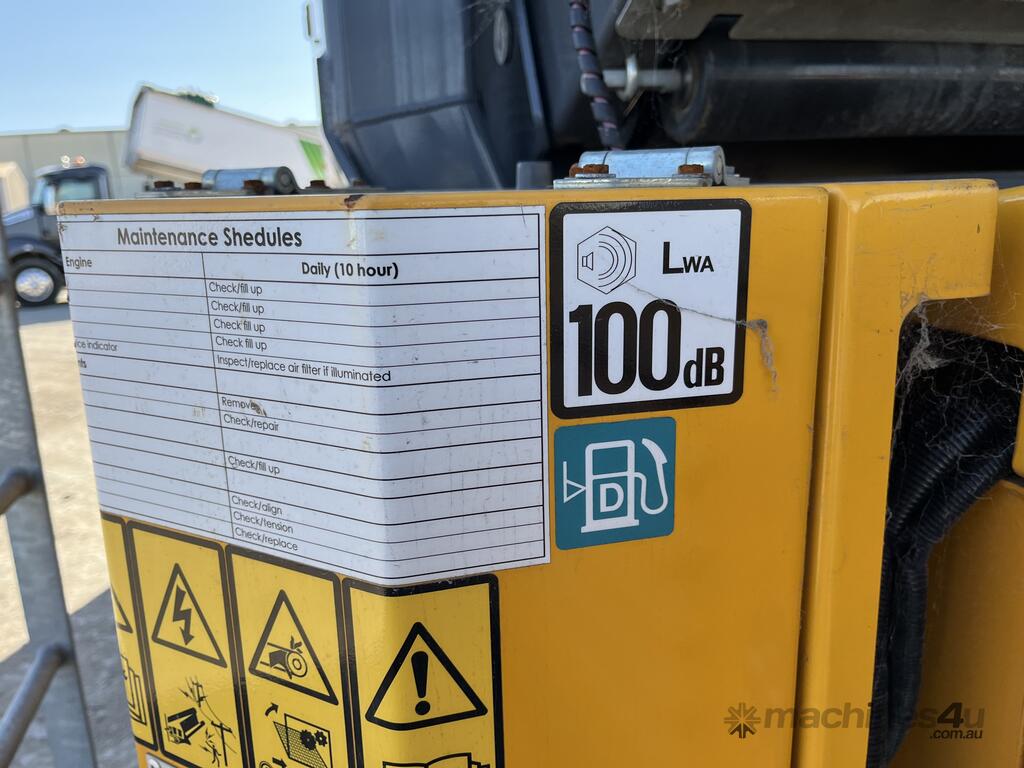 Maintenance Shedules
Engine
Daily (10 hour)
Check/fill up
Check/fill up
Check/fill up
Check fill up
Inspect/replace air filter if illuminated
indicator
Remove
Check/repair
Check/fill up
Check/align
Check/tension
Check/replace
LWA
100dB
D
machines4u
.com.au